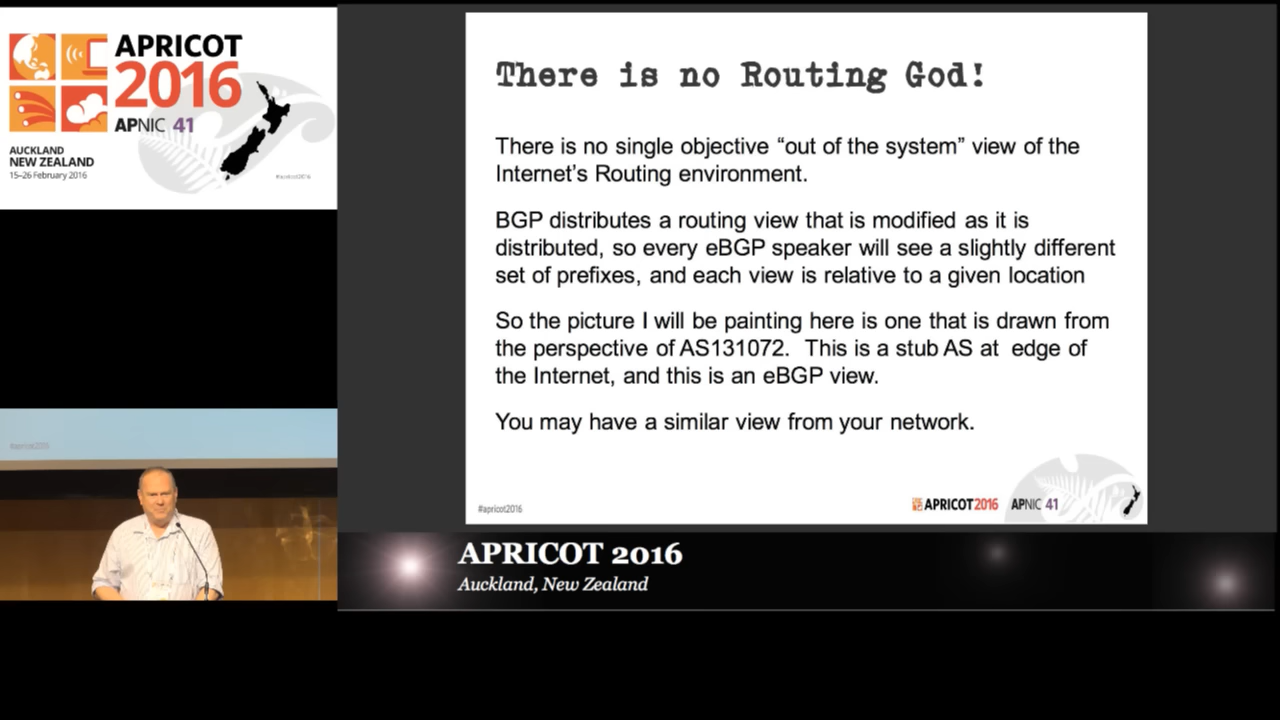 APRICOT
2016
APNIC 41
AUCKLAND
NEW ZEALAND
15–26 February 2016
#apricot2016
#apricot2016
There is no Routing God!
There is no single objective “out of the system” view of the
Internet’s Routing environment.
BGP distributes a routing view that is modified as it is
distributed, so every eBGP speaker will see a slightly different
set of prefixes, and each view is relative to a given location
So the picture I will be painting here is one that is drawn from
the perspective of AS131072.  This is a stub AS at  edge of
the Internet, and this is an eBGP view.
You may have a similar view from your network.
#apricot2016
APRICOT2016 APNIC 41
APRICOT 2016
Auckland, New Zealand